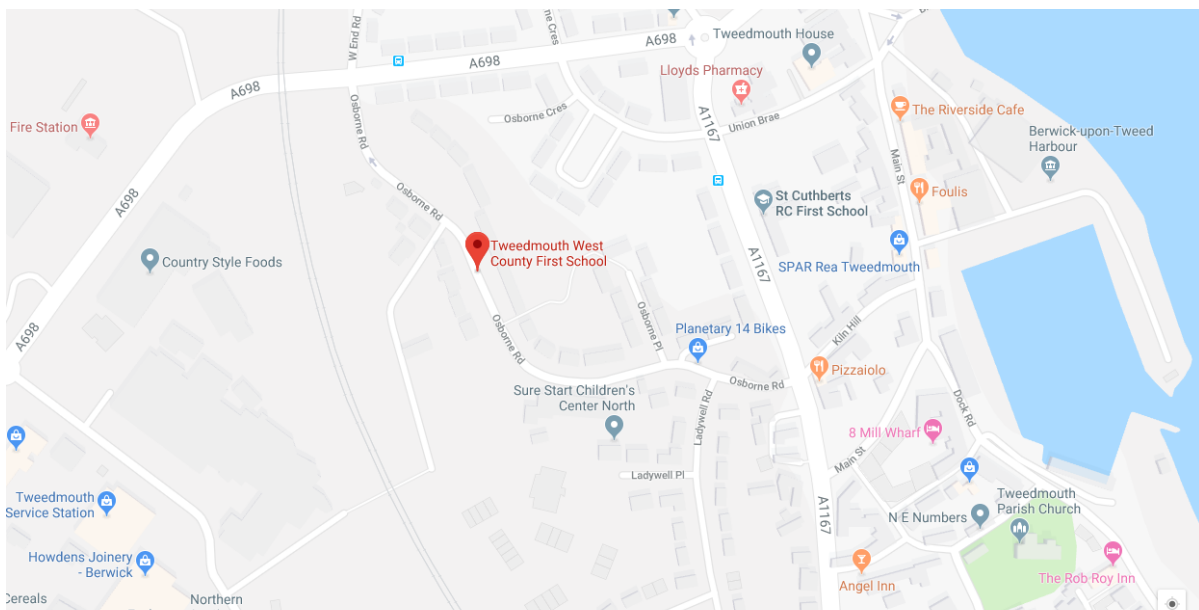 W End Rd
A698
A698
A698
A698
A698
Tweedmouth House
Lloyds Pharmacy
Fire Station
Osborne Rd
Osborne Cres
Union Brae
A1167
The Riverside Cafe
Main St
Berwick-upon-Tweed
Harbour
Foulis
Osborne Rd
St Cuthberts
RC First School
Tweedmouth West
County First School
Country Style Foods
SPAR Rea Tweedmouth
A1167
Osborne Rd
Osborne Pl
Planetary 14 Bikes
Kiln Hill
Pizzaiolo
Osborne Rd
Sure Start Children's
Center North
Ladywell Rd
Dock Rd
8 Mill Wharf
Main St
Ladywell Pl
Tweedmouth
Service Station
A1167
N E Numbers
Tweedmouth
Parish Church
Howdens Joinery
- Berwick
Angel Inn
The Rob Roy Inn
Cereals
Northern